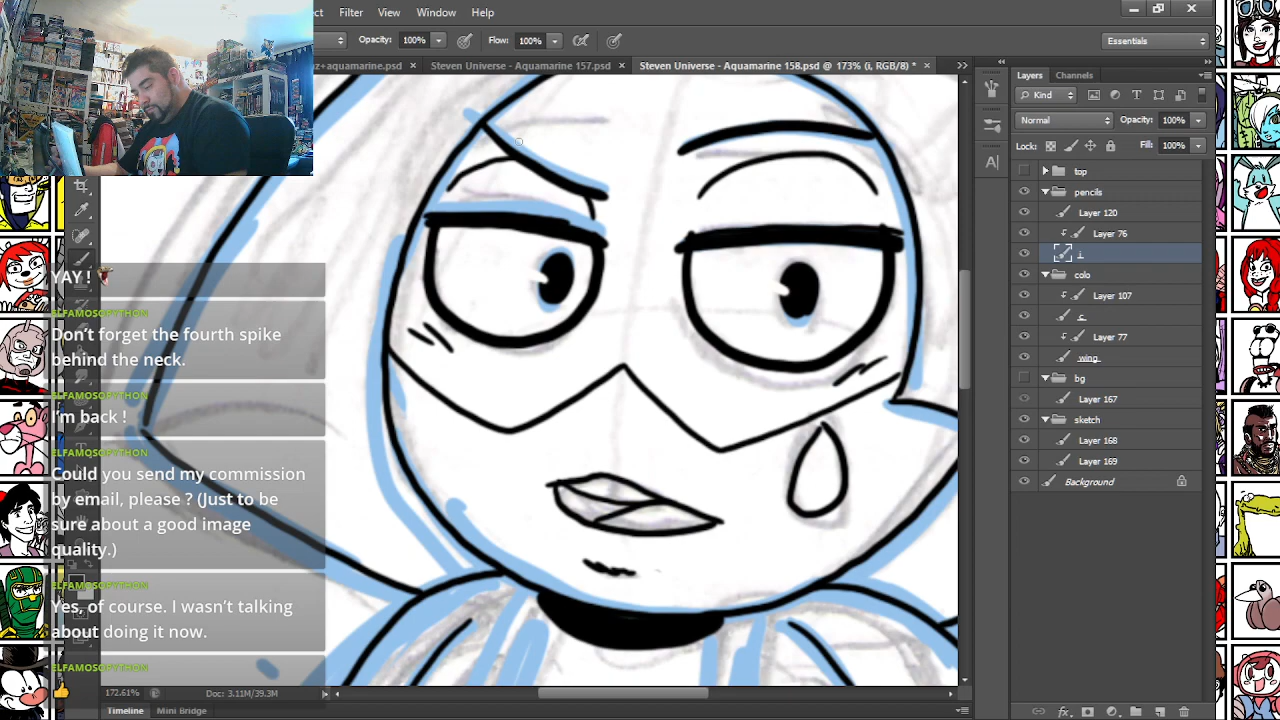 Filter View Window Help
Opacity: 100% Flow: 100% Essentials
Steven Universe - Aquamarine 157.psd × Steven Universe - Aquamarine 158.psd @ 173% (i, RGB/8) * ×
Layers Channels
Kind
Normal Opacity: 100%
Lock: Fill: 100%
top
pencils
Layer 120
Layer 76
i
colo
Layer 107
c
Layer 77
wing
bg
Layer 167
sketch
Layer 168
Layer 169
Background
YAY !
ELFAMOSOPYTHON
Don't forget the fourth spike
behind the neck.
ELFAMOSOPYTHON
I'm back !
ELFAMOSOPYTHON
Could you send my commission
by email, please ? (Just to be
sure about a good image
quality.)
ELFAMOSOPYTHON
Yes, of course. I wasn't talking
about doing it now.
ELFAMOSOPYTHON
172.61% Doc: 3.11M/39.3M
Timeline Mini Bridge